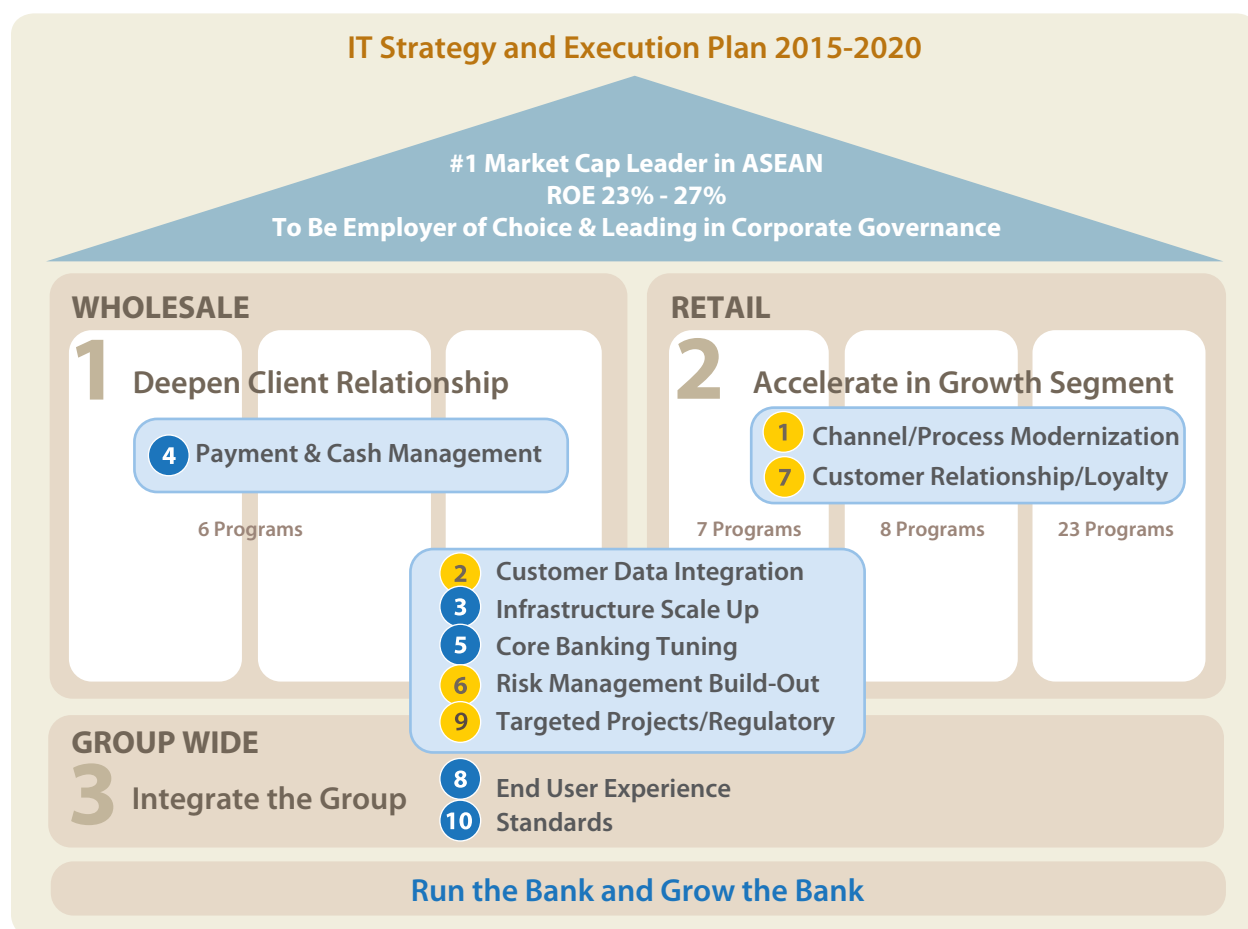 IT Strategy and Execution Plan 2015-2020
#1 Market Cap Leader in ASEAN
ROE 23% - 27%
To Be Employer of Choice & Leading in Corporate Governance
WHOLESALE
1 Deepen Client Relationship
4 Payment & Cash Management
6 Programs
RETAIL
2 Accelerate in Growth Segment
1 Channel/Process Modernization
7 Customer Relationship/Loyalty
7 Programs
8 Programs
23 Programs
2 Customer Data Integration
3 Infrastructure Scale Up
5 Core Banking Tuning
6 Risk Management Build-Out
9 Targeted Projects/Regulatory
GROUP WIDE
3 Integrate the Group
8 End User Experience
10 Standards
Run the Bank and Grow the Bank